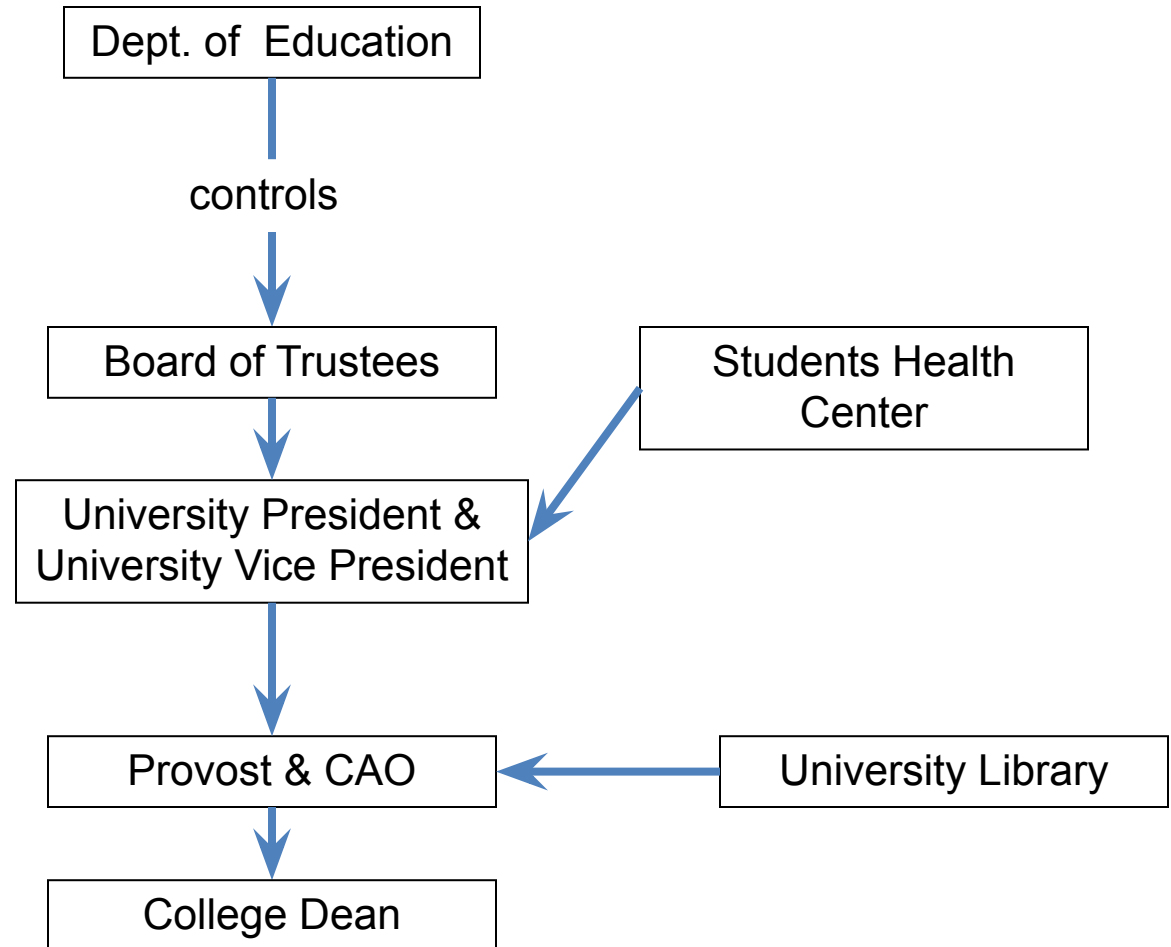 Dept. of Education
controls
Board of Trustees
Students Health
Center
University President &
University Vice President
Provost & CAO
University Library
College Dean